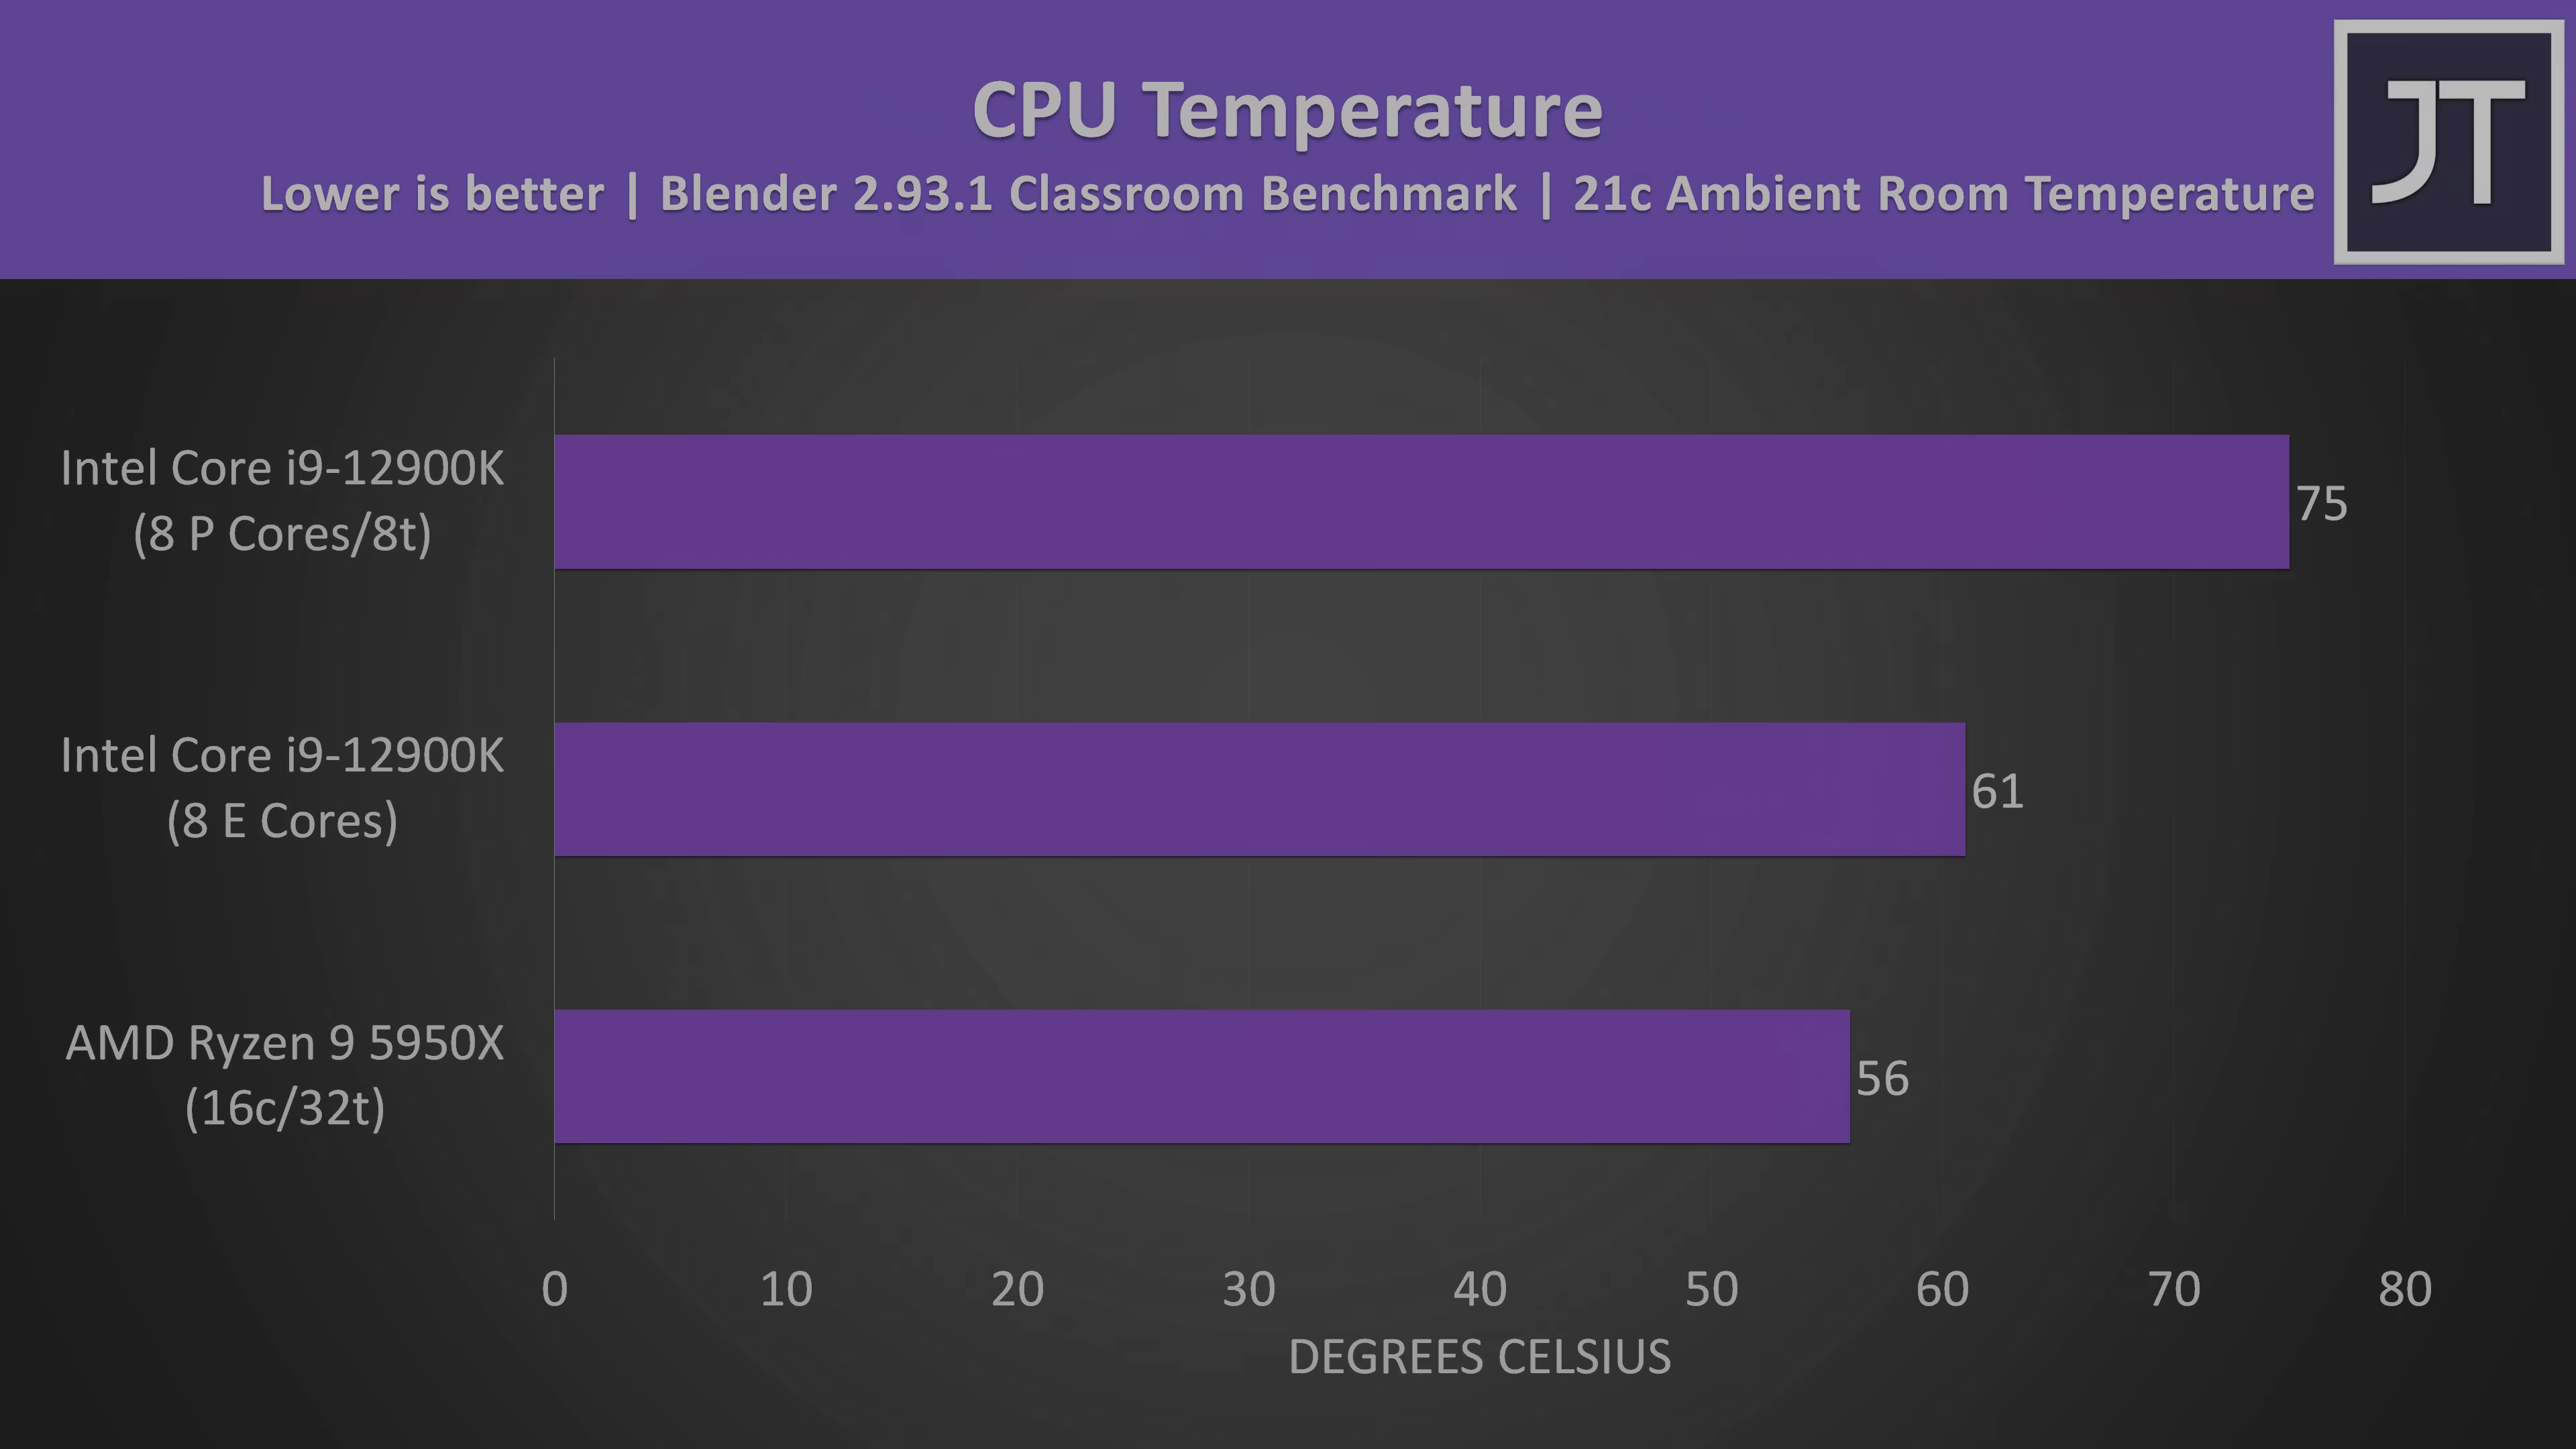 CPU Temperature
Lower is better | Blender 2.93.1 Classroom Benchmark | 21c Ambient Room Temperature
JT
Intel Core i9-12900K
(8 P Cores/8t)
75
Intel Core i9-12900K
(8 E Cores)
61
AMD Ryzen 9 5950X
(16c/32t)
56
0 10 20 30 40 50 60 70 80
DEGREES CELSIUS